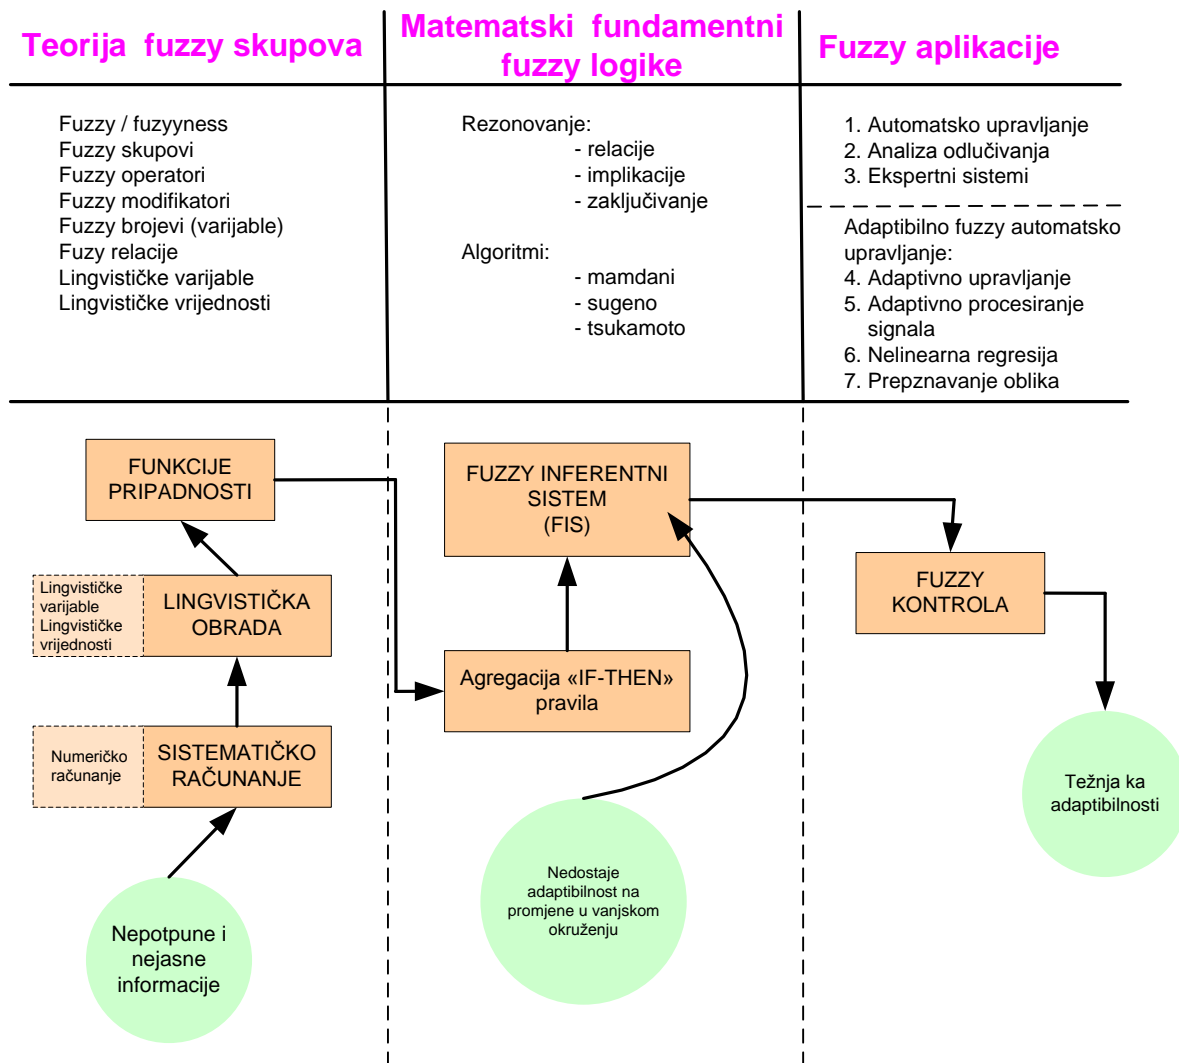 Teorija  fuzzy skupova
Matematski  fundamentni
fuzzy logike
Fuzzy aplikacije
Fuzzy / fuzyyness
Fuzzy skupovi
Fuzzy operatori
Fuzzy modifikatori
Fuzzy brojevi (varijable)
Fuzy relacije
Lingvističke varijable
Lingvističke vrijednosti
Rezonovanje:
- relacije
- implikacije
- zaključivanje
Algoritmi:
- mamdani
- sugeno
- tsukamoto
1. Automatsko upravljanje
2. Analiza odlučivanja
3. Ekspertni sistemi
Adaptibilno fuzzy automatsko
upravljanje:
4. Adaptivno upravljanje
5. Adaptivno procesiranje
signala
6. Nelinearna regresija
7. Prepznavanje oblika
FUNKCIJE
PRIPADNOSTI
Lingvističke
varijable
Lingvističke
vrijednosti
LINGVISTIČKA
OBRADA
Numeričko
računanje
SISTEMATIČKO
RAČUNANJE
Nepotpune i
nejasne
informacije
FUZZY INFERENTNI
SISTEM
(FIS)
Agregacija «IF-THEN»
pravila
Nedostaje
adaptibilnost na
promjene u vanjskom
okruženju
FUZZY
KONTROLA
Težnja ka
adaptibilnosti